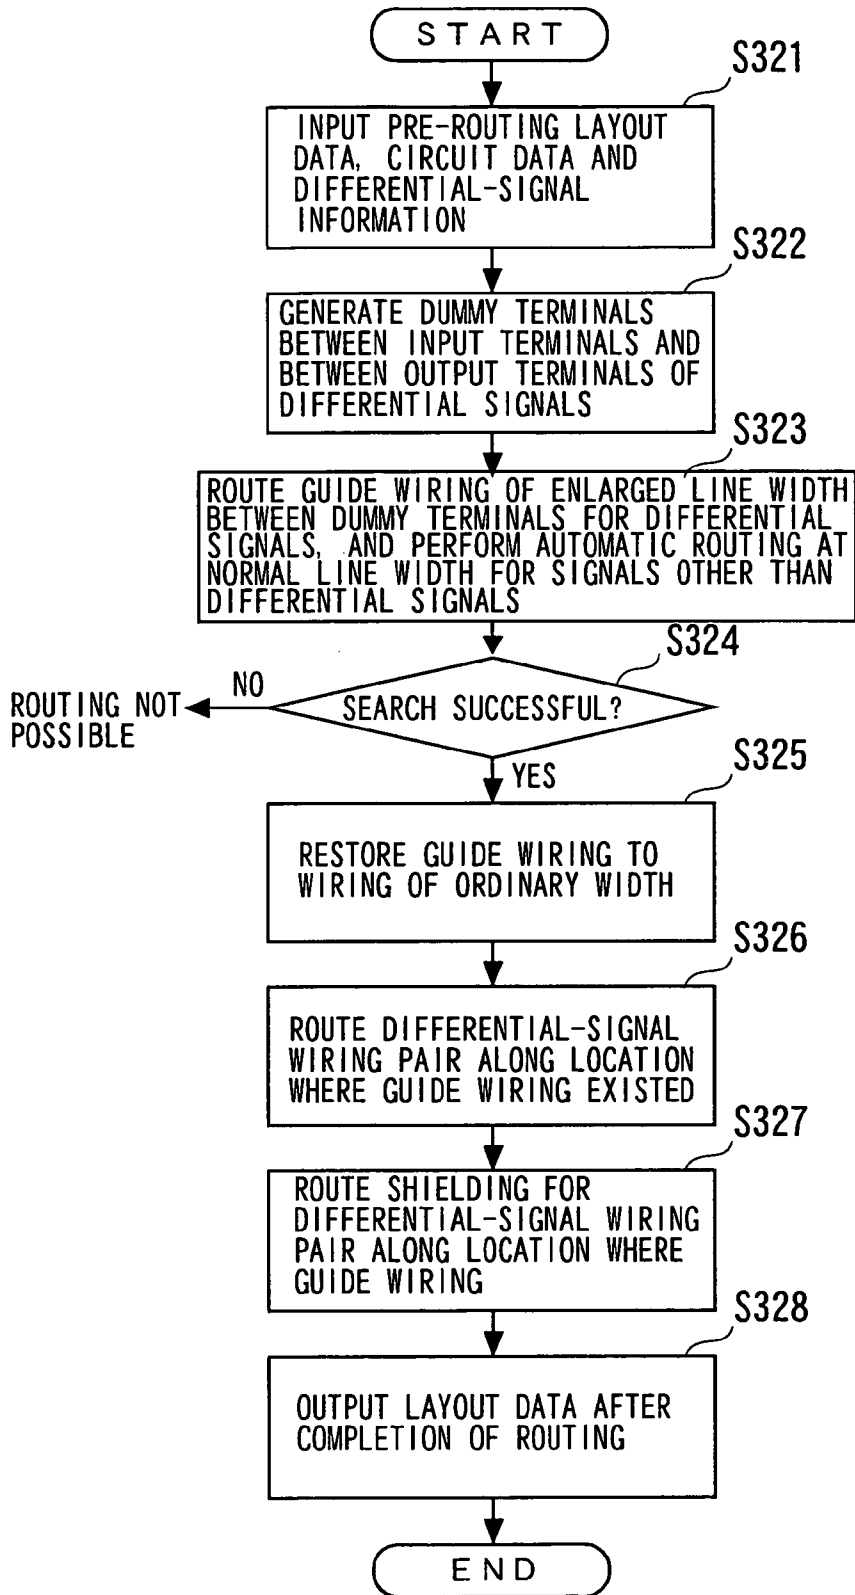 START
S321
INPUT PRE-ROUTING LAYOUT
DATA, CIRCUIT DATA AND
DIFFERENTIAL-SIGNAL
INFORMATION
S322
GENERATE DUMMY TERMINALS
BETWEEN INPUT TERMINALS AND
BETWEEN OUTPUT TERMINALS OF
DIFFERENTIAL SIGNALS
S323
ROUTE GUIDE WIRING OF ENLARGED LINE WIDTH
BETWEEN DUMMY TERMINALS FOR DIFFERENTIAL
SIGNALS, AND PERFORM AUTOMATIC ROUTING AT
NORMAL LINE WIDTH FOR SIGNALS OTHER THAN
DIFFERENTIAL SIGNALS
S324
SEARCH SUCCESSFUL?
NO
ROUTING NOT
POSSIBLE
YES
S325
RESTORE GUIDE WIRING TO
WIRING OF ORDINARY WIDTH
S326
ROUTE DIFFERENTIAL-SIGNAL
WIRING PAIR ALONG LOCATION
WHERE GUIDE WIRING EXISTED
S327
ROUTE SHIELDING FOR
DIFFERENTIAL-SIGNAL WIRING
PAIR ALONG LOCATION WHERE
GUIDE WIRING
S328
OUTPUT LAYOUT DATA AFTER
COMPLETION OF ROUTING
END